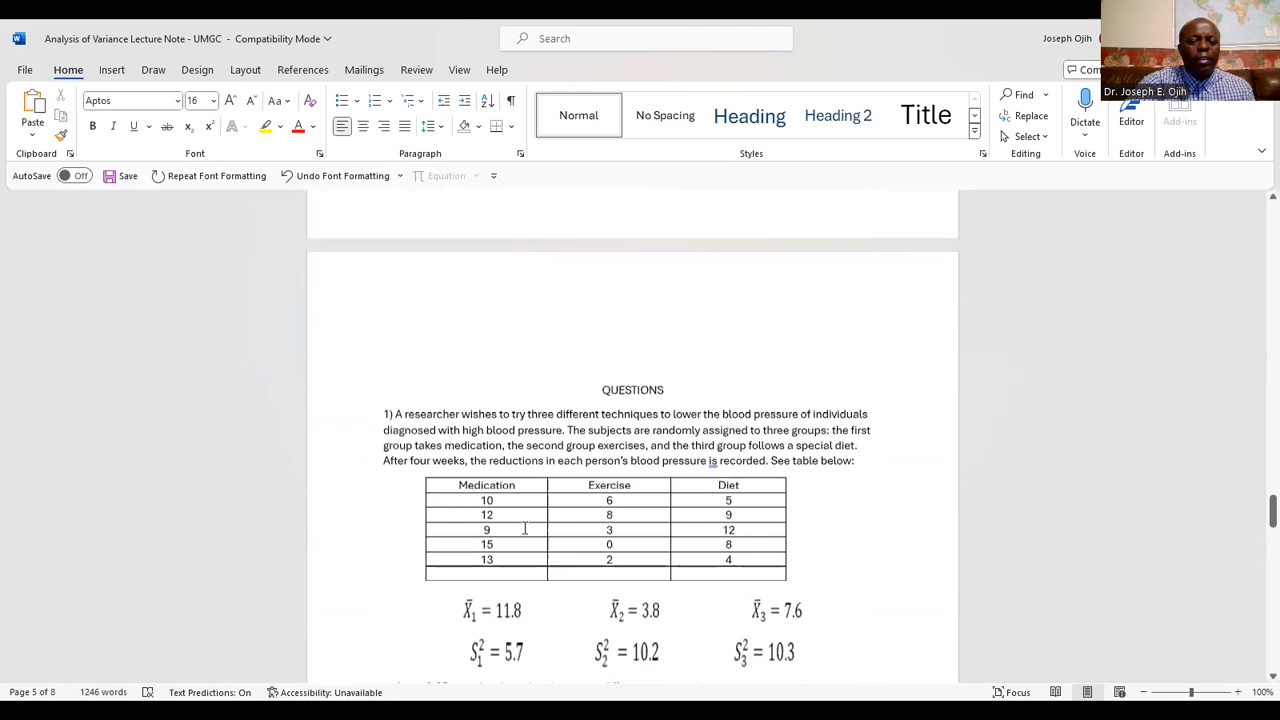 Analysis of Variance Lecture Note - UMGC - Compatibility Mode
Search
Joseph Ojih
Dr. Joseph E. Ojih
File Home Insert Draw Design Layout References Mailings Review View Help
Com
Paste
Clipboard
Aptos 16
Font
Paragraph
Normal No Spacing Heading Heading 2 Title
Styles
Find
Replace
Select
Editing
Dictate
Voice
Editor
Editor
Add-ins
Add-ins
AutoSave Off Save Repeat Font Formatting Undo Font Formatting Equation
QUESTIONS
1) A researcher wishes to try three different techniques to lower the blood pressure of individuals
diagnosed with high blood pressure. The subjects are randomly assigned to three groups: the first
group takes medication, the second group exercises, and the third group follows a special diet.
After four weeks, the reductions in each person's blood pressure is recorded. See table below:
Medication Exercise Diet
10 6 5
12 8 9
9 3 12
15 0 8
13 2 4
X̄₁ = 11.8 X̄₂ = 3.8 X̄₃ = 7.6
S₁² = 5.7 S₂² = 10.2 S₃² = 10.3
Page 5 of 8 1246 words Text Predictions: On Accessibility: Unavailable Focus 100%